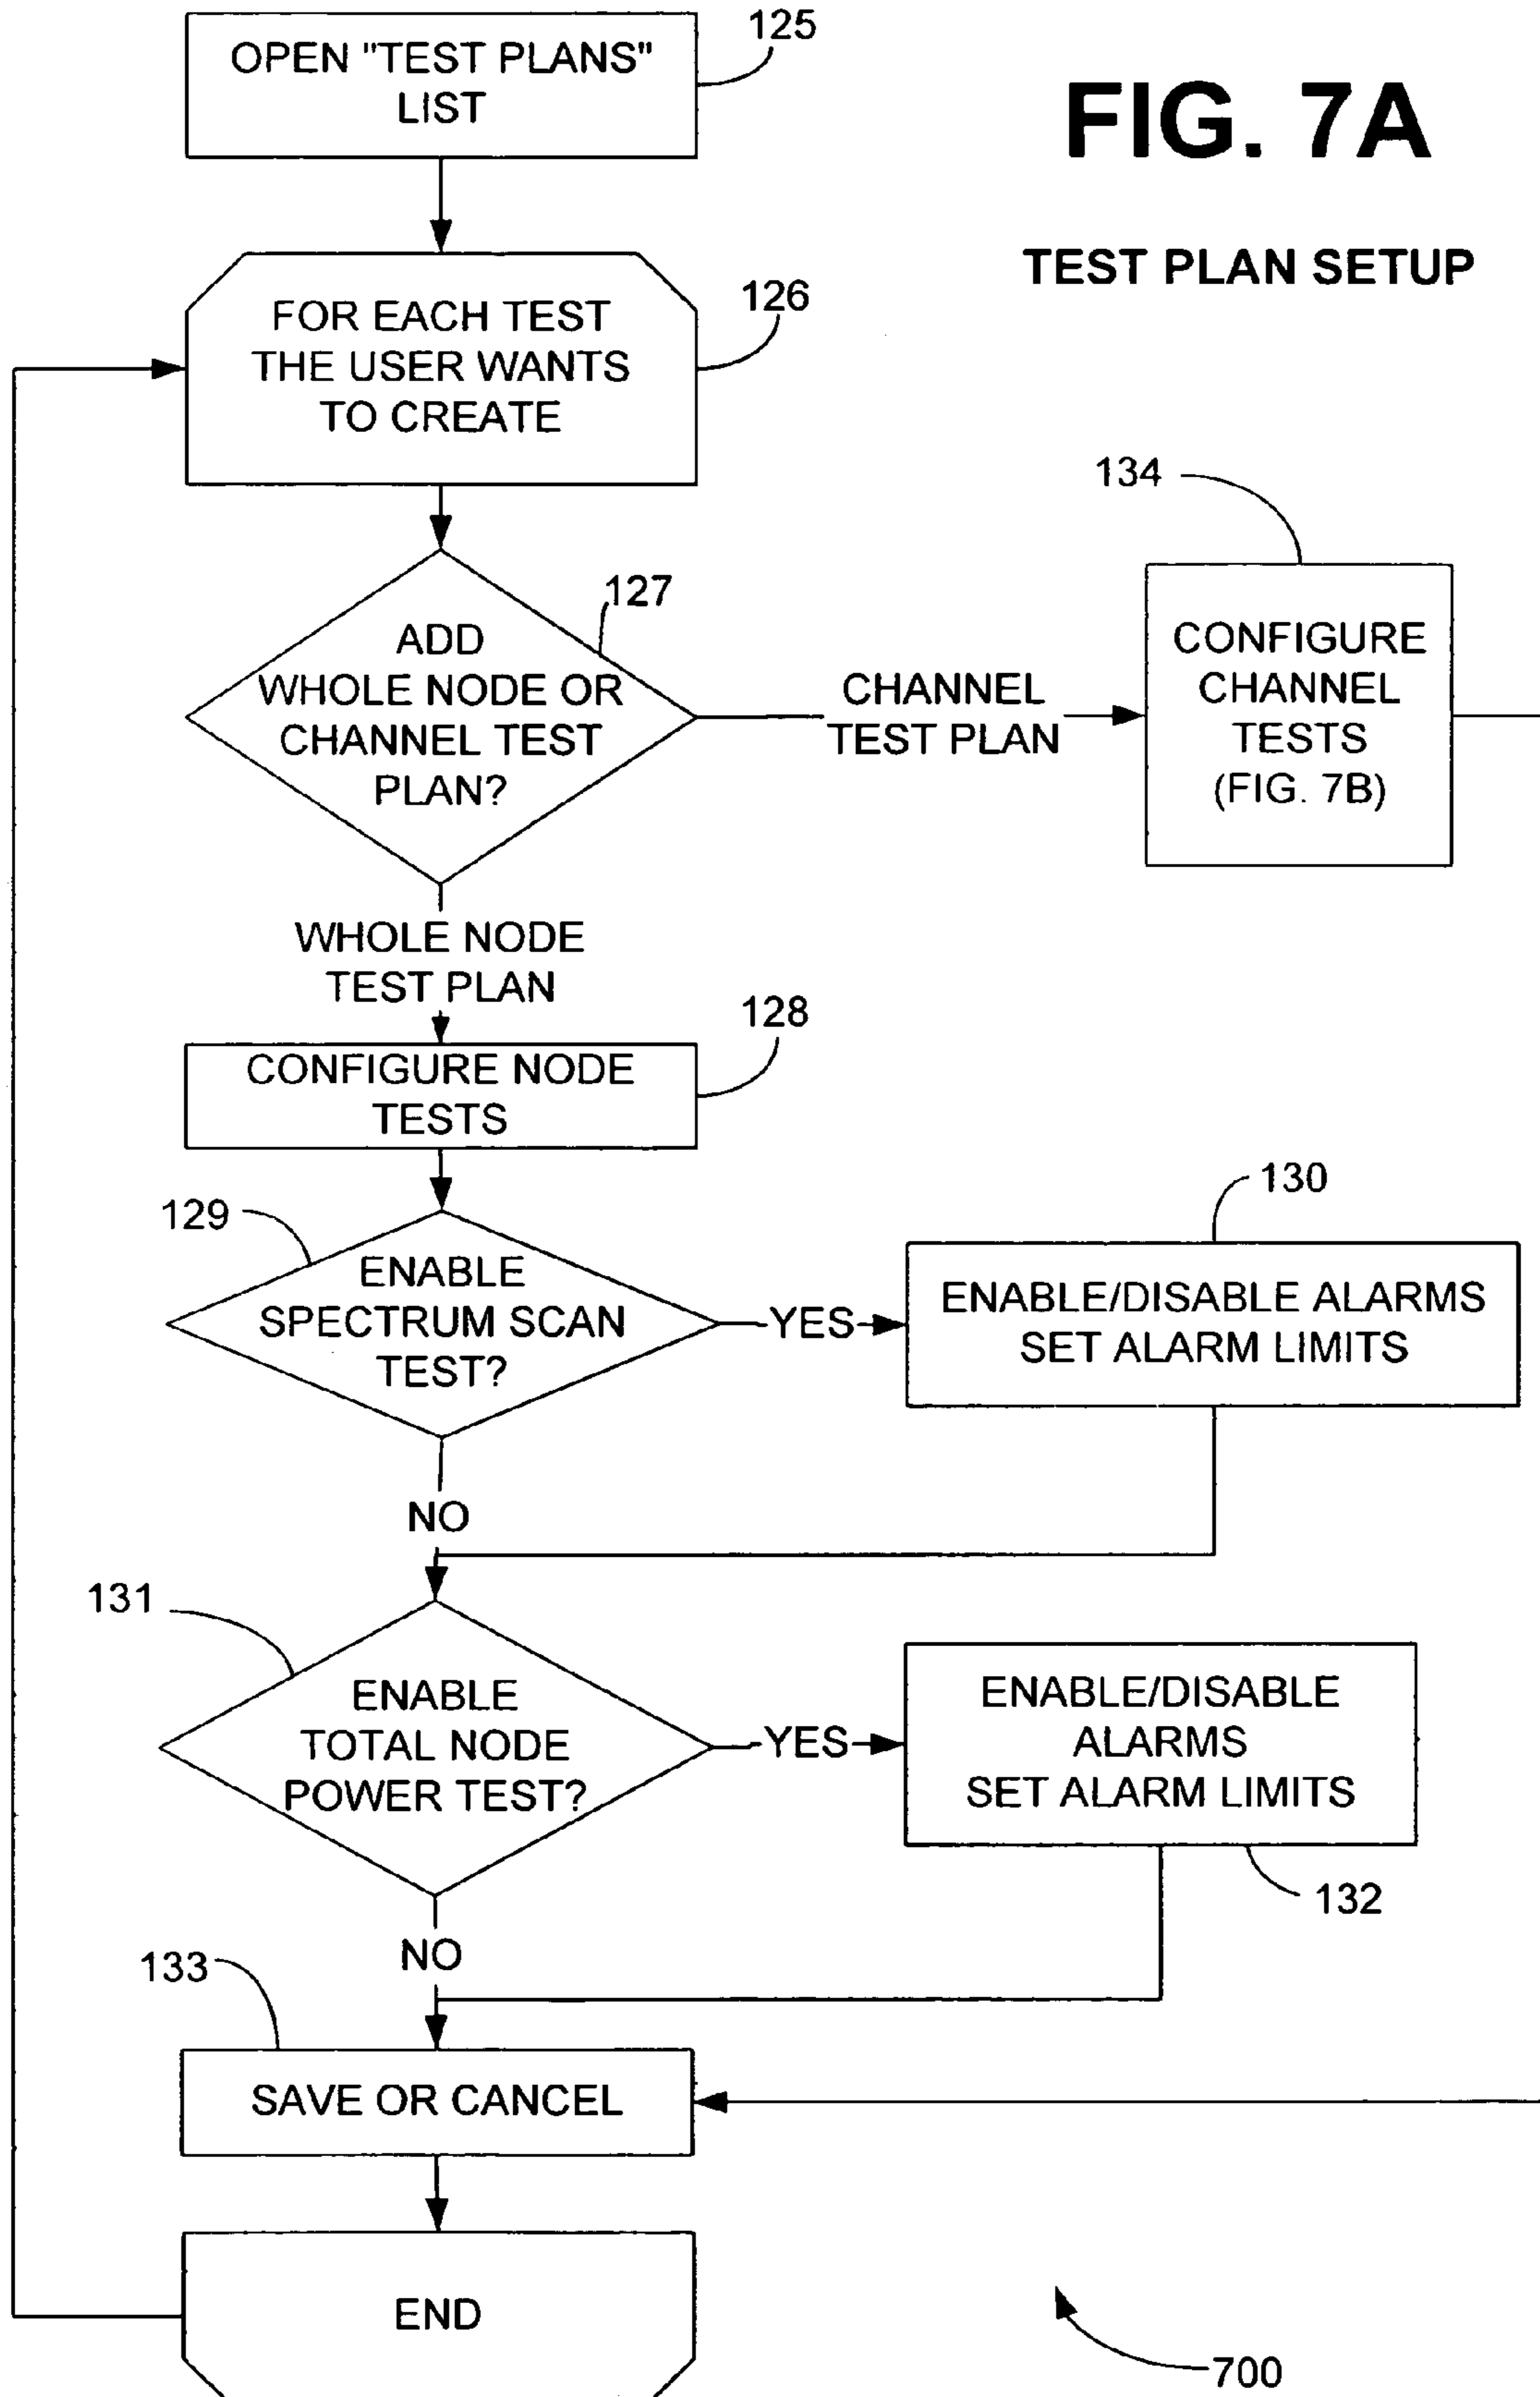 125
OPEN "TEST PLANS"
LIST
FIG. 7A
TEST PLAN SETUP
126
FOR EACH TEST
THE USER WANTS
TO CREATE
134
127
ADD
WHOLE NODE OR
CHANNEL TEST
PLAN?
CHANNEL
TEST PLAN
CONFIGURE
CHANNEL
TESTS
(FIG. 7B)
WHOLE NODE
TEST PLAN
128
CONFIGURE NODE
TESTS
129
ENABLE
SPECTRUM SCAN
TEST?
YES
130
ENABLE/DISABLE ALARMS
SET ALARM LIMITS
NO
131
ENABLE
TOTAL NODE
POWER TEST?
YES
ENABLE/DISABLE
ALARMS
SET ALARM LIMITS
132
NO
133
SAVE OR CANCEL
END
700